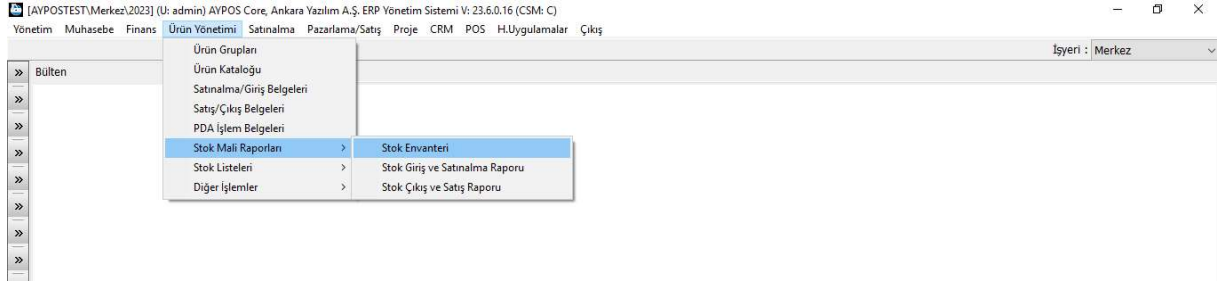 [AYPOSTEST\Merkez\2023] (U: admin) AYPOS Core, Ankara Yazılım A.Ş. ERP Yönetim Sistemi V: 23.6.0.16 (CSM: C)
Yönetim Muhasebe Finans Ürün Yönetimi Satınalma Pazarlama/Satış Proje CRM POS H.Uygulamalar Çıkış
İşyeri : Merkez
Bülten
Ürün Grupları
Ürün Kataloğu
Satınalma/Giriş Belgeleri
Satış/Çıkış Belgeleri
PDA İşlem Belgeleri
Stok Mali Raporları
Stok Listeleri
Diğer İşlemler
Stok Envanteri
Stok Giriş ve Satınalma Raporu
Stok Çıkış ve Satış Raporu